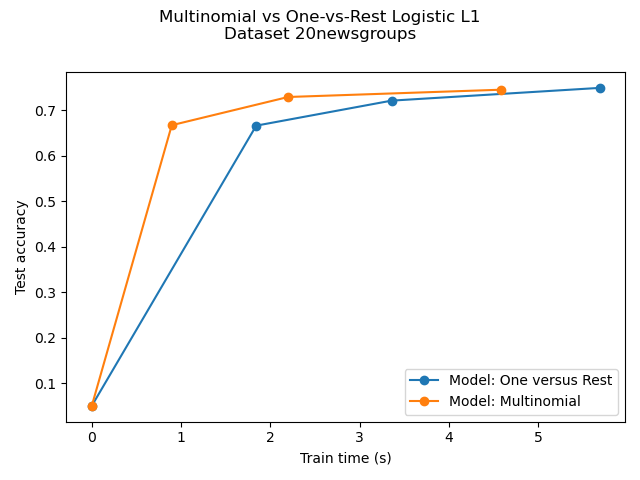 Multinomial vs One-vs-Rest Logistic L1
Dataset 20newsgroups
0.7
0.6
0.5
0.4
0.3
0.2
0.1
Test accuracy
Model: One versus Rest
Model: Multinomial
0 1 2 3 4 5
Train time (s)